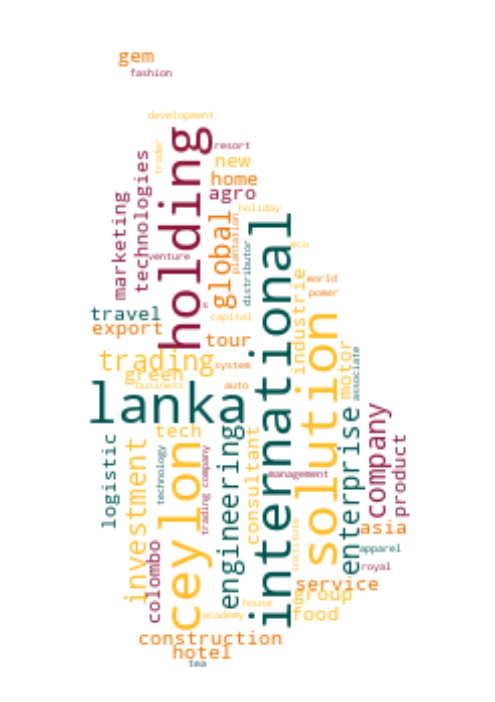 gem
fashion
development
holding
trader
resort
technologies
new
home
agro
marketing
holiday
global
international
plantation
distributor
eco
venture
industrie
world
power
s
travel
capital
export
solution
tour
trading
motor
associate
green
system
business
auto
lanka
company
enterprise
tech
engineering
consultant
logistic
product
investment
ceylon
technology
trading company
management
institute
asia
colombo
apparel
royal
service
group
house
food
academy
construction
hotel
tea